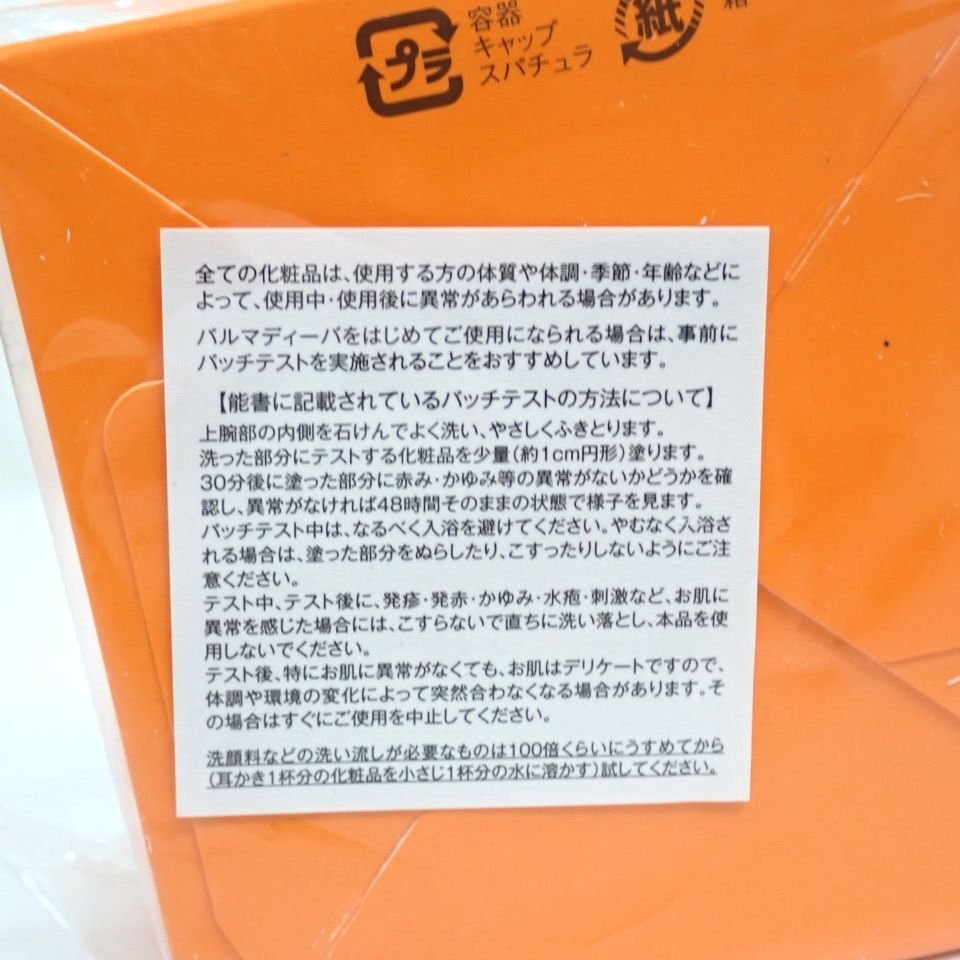 プラ
容器
キャップ
スパチュラ
紙
箱
全ての化粧品は、使用する方の体質や体調・季節・年齢などに
よって、使用中・使用後に異常があらわれる場合があります。
バルマディーバをはじめてご使用になられる場合は、事前に
パッチテストを実施されることをおすすめしています。
【能書に記載されているパッチテストの方法について】
上腕部の内側を石けんでよく洗い、やさしくふきとります。
洗った部分にテストする化粧品を少量(約1cm円形)塗ります。
30分後に塗った部分に赤み・かゆみ等の異常がないかどうかを確
認し、異常がなければ48時間そのままの状態で様子を見ます。
パッチテスト中は、なるべく入浴を避けてください。やむなく入浴さ
れる場合は、塗った部分をぬらしたり、こすったりしないようにご注
意ください。
テスト中、テスト後に、発疹・発赤・かゆみ・水疱・刺激など、お肌に
異常を感じた場合には、こすらないで直ちに洗い落とし、本品を使
用しないでください。
テスト後、特にお肌に異常がなくても、お肌はデリケートですので、
体調や環境の変化によって突然合わなくなる場合があります。そ
の場合はすぐにご使用を中止してください。
洗顔料などの洗い流しが必要なものは100倍くらいにうすめてから
(耳かき1杯分の化粧品を小さじ1杯分の水に溶かす)試してください。